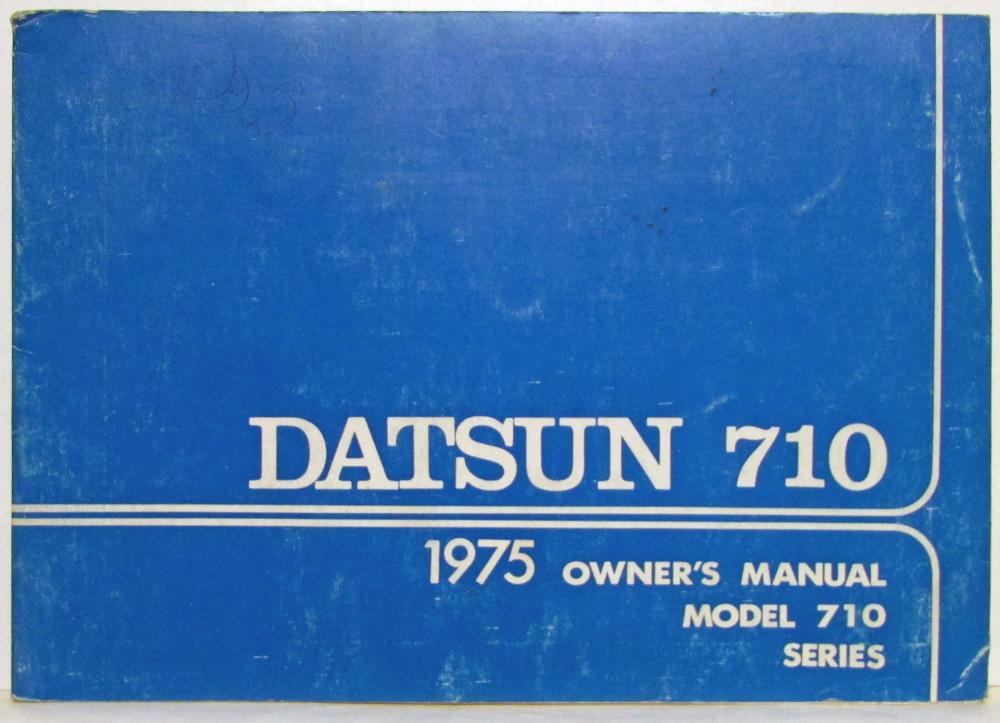 DATSUN 710
1975 OWNER'S MANUAL
MODEL 710
SERIES